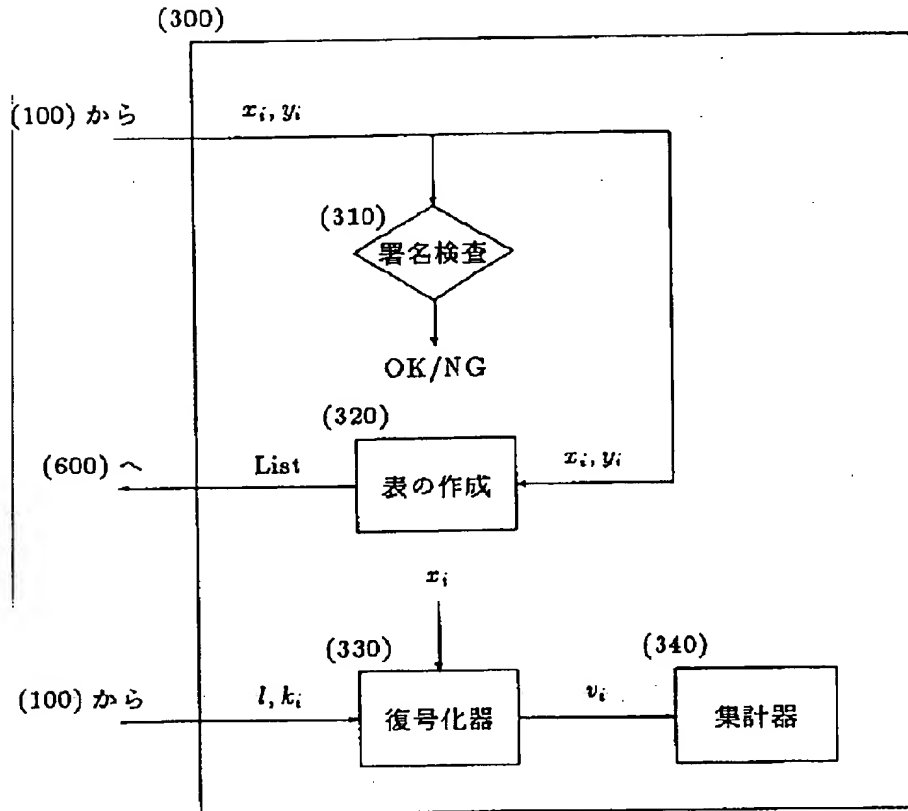 (300)
(100) から
x_i, y_i
(310)
署名検査
OK/NG
(320)
(600) へ
List
表の作成
x_i, y_i
x_i
(330)
(340)
(100) から
l, k_i
復号化器
v_i
集計器